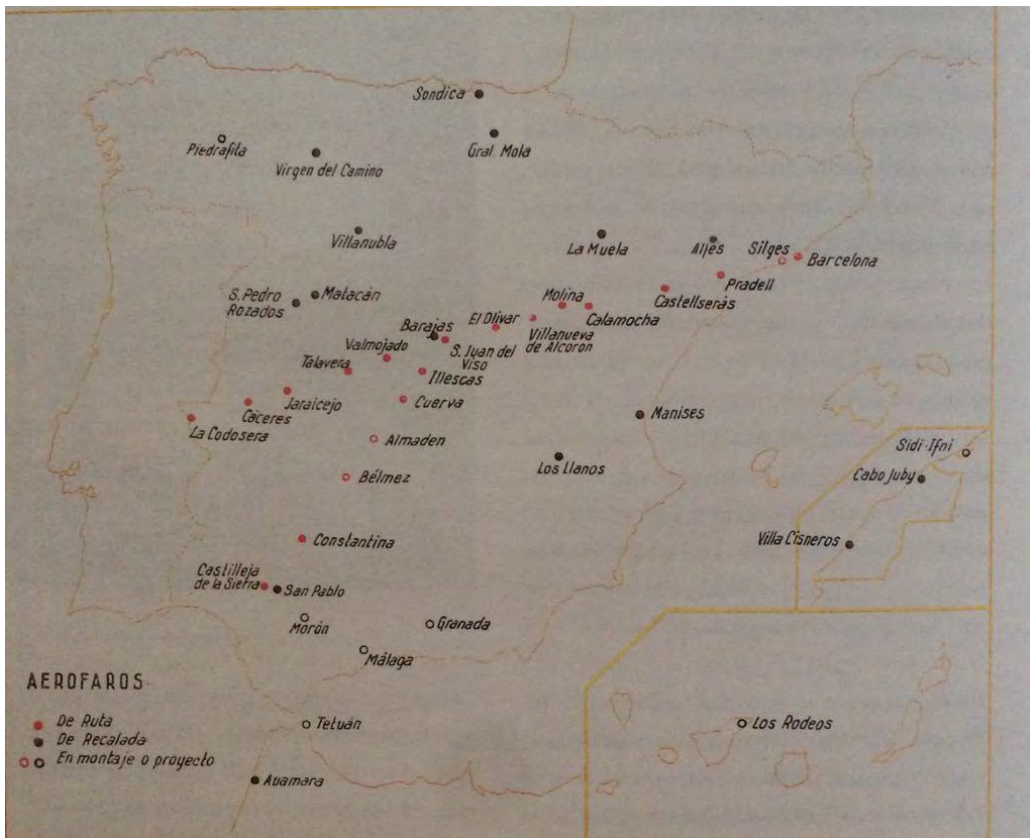 Sondica
Piedrafita
Virgen del Camino
Gral. Mola
Villanubla
La Muela
Aljés
Silges
Barcelona
Pradell
S. Pedro
Rozados
Matacán
Molina
Castellserás
Calamocha
El Olivar
Villanueva
de Alcoron
Barajas
S. Juan del
Viso
Valmojado
Talavera
Illescas
Cuerva
Jaraicejo
Cáceres
La Codosera
Manises
Almaden
Sidi-Ifni
Los Llanos
Cabo Juby
Bélmez
Villa Cisneros
Constantina
Castilleja
de la Sierra
San Pablo
Morón
Granada
Málaga
AEROFAROS
De Ruta
De Recalada
En montaje o proyecto
Tetuán
Los Rodeos
Auamara